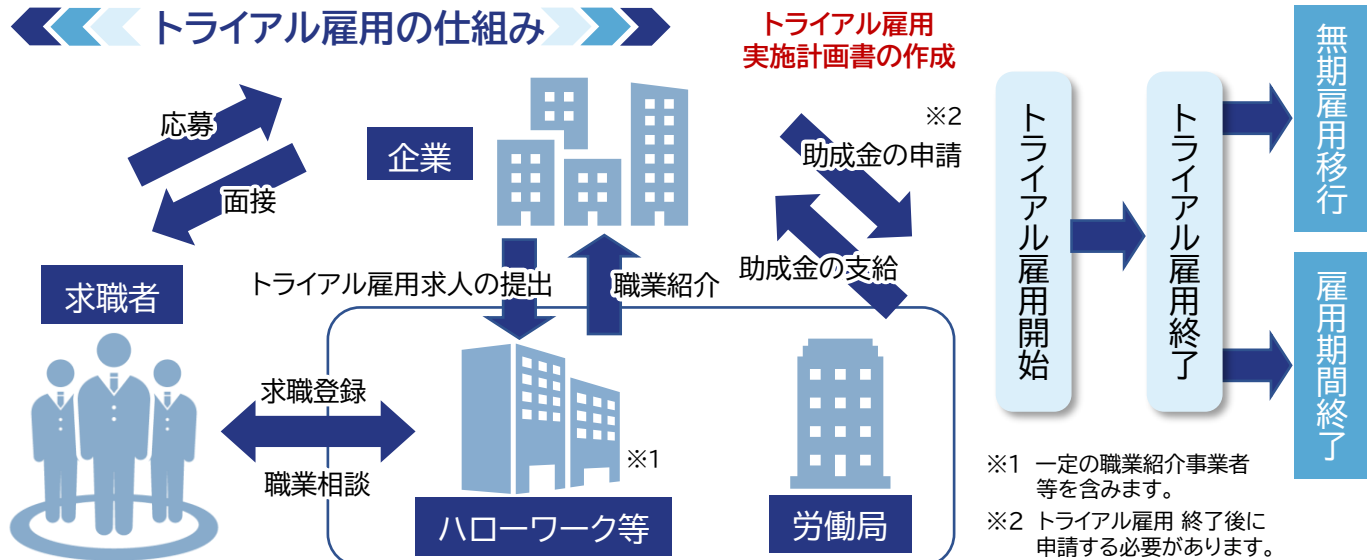 トライアル雇用の仕組み
トライアル雇用
実施計画書の作成
応募
面接
企業
※2
助成金の申請
助成金の支給
トライアル雇用求人の提出
職業紹介
求職者
求職登録
職業相談
※1
ハローワーク等
労働局
トライアル雇用開始
トライアル雇用終了
無期雇用移行
雇用期間終了
※1 一定の職業紹介事業者
等を含みます。
※2 トライアル雇用 終了後に
申請する必要があります。